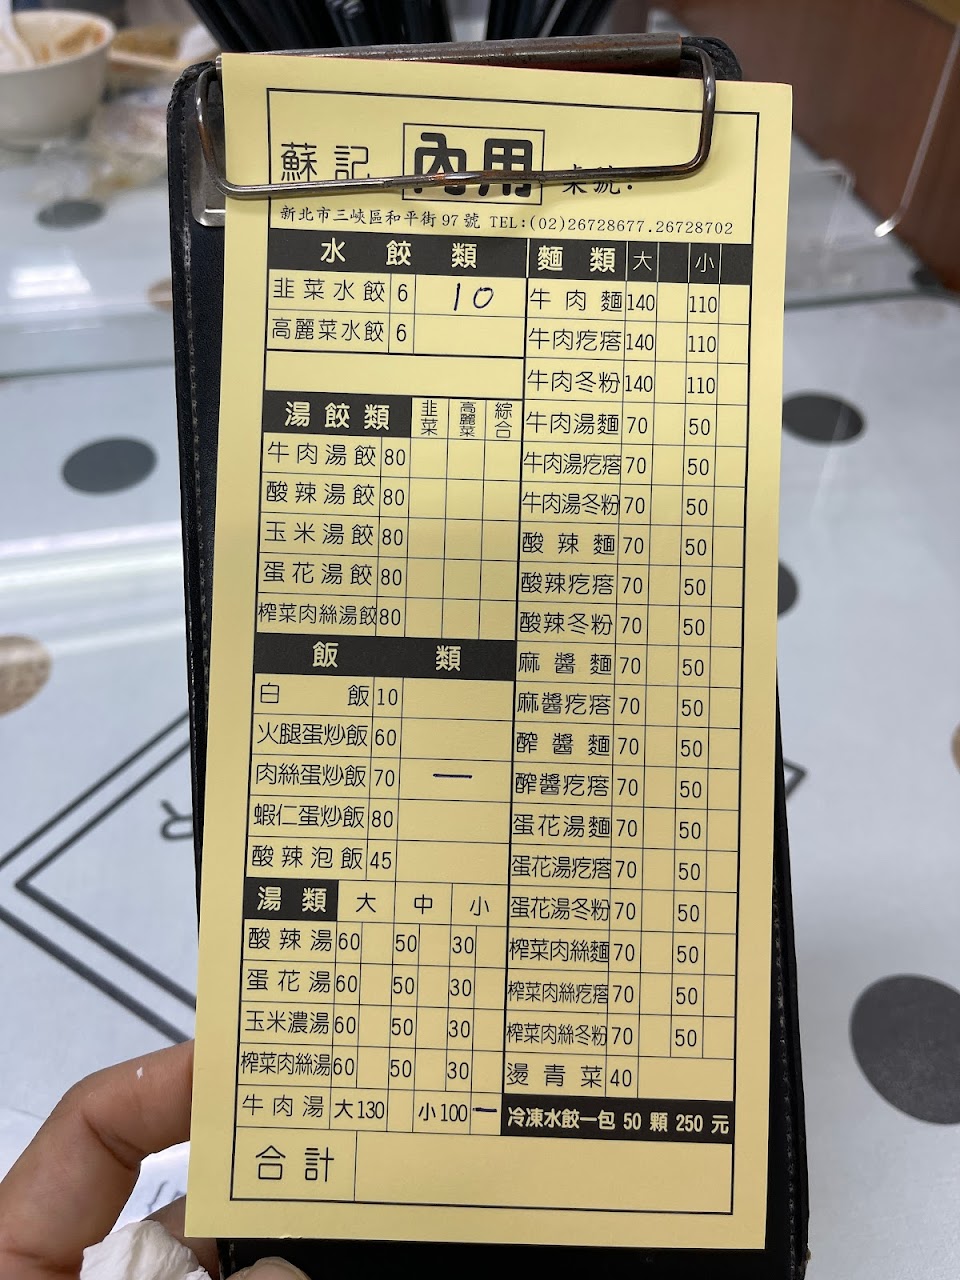 蘇記 內用 桌號:
新北市三峽區和平街97號 TEL:(02)26728677.26728702
水餃類
韭菜水餃 6 10
高麗菜水餃 6
湯餃類 韭菜 高麗菜 綜合
牛肉湯餃 80
酸辣湯餃 80
玉米湯餃 80
蛋花湯餃 80
榨菜肉絲湯餃 80
飯類
白飯 10
火腿蛋炒飯 60
肉絲蛋炒飯 70 一
蝦仁蛋炒飯 80
酸辣泡飯 45
湯類 大 中 小
酸辣湯 60 50 30
蛋花湯 60 50 30
玉米濃湯 60 50 30
榨菜肉絲湯 60 50 30
牛肉湯 大130 小100 一
合計
麵類 大 小
牛肉麵 140 110
牛肉疙瘩 140 110
牛肉冬粉 140 110
牛肉湯麵 70 50
牛肉湯疙瘩 70 50
牛肉湯冬粉 70 50
酸辣麵 70 50
酸辣疙瘩 70 50
酸辣冬粉 70 50
麻醬麵 70 50
麻醬疙瘩 70 50
醡醬麵 70 50
醡醬疙瘩 70 50
蛋花湯麵 70 50
蛋花湯疙瘩 70 50
蛋花湯冬粉 70 50
榨菜肉絲麵 70 50
榨菜肉絲疙瘩 70 50
榨菜肉絲冬粉 70 50
燙青菜 40
冷凍水餃一包 50 顆 250 元